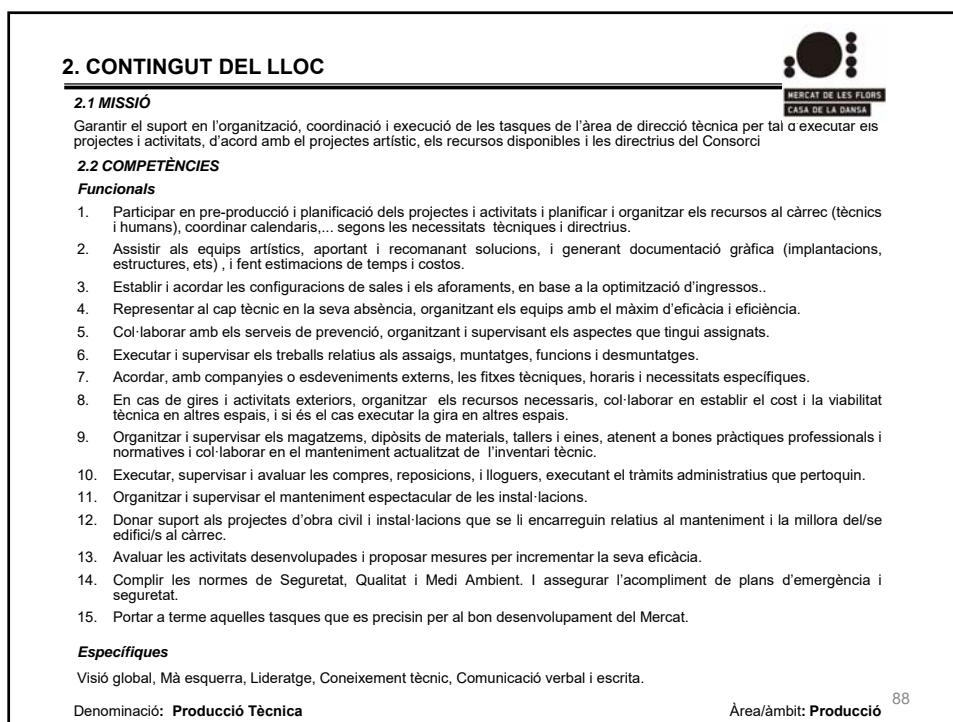 2. CONTINGUT DEL LLOC
MERCAT DE LES FLORS
CASA DE LA DANSA
2.1 MISSIÓ
Garantir el suport en l'organització, coordinació i execució de les tasques de l'àrea de direcció tècnica per tal d'executar els
projectes i activitats, d'acord amb el projectes artístic, els recursos disponibles i les directrius del Consorci
2.2 COMPETÈNCIES
Funcionals
1. Participar en pre-producció i planificació dels projectes i activitats i planificar i organitzar els recursos al càrrec (tècnics
i humans), coordinar calendaris,... segons les necessitats tècniques i directrius.
2. Assistir als equips artístics, aportant i recomanant solucions, i generant documentació gràfica (implantacions,
estructures, ets) , i fent estimacions de temps i costos.
3. Establir i acordar les configuracions de sales i els aforaments, en base a la optimització d'ingressos..
4. Representar al cap tècnic en la seva absència, organitzant els equips amb el màxim d'eficàcia i eficiència.
5. Col·laborar amb els serveis de prevenció, organitzant i supervisant els aspectes que tingui assignats.
6. Executar i supervisar els treballs relatius als assaigs, muntatges, funcions i desmuntatges.
7. Acordar, amb companyies o esdeveniments externs, les fitxes tècniques, horaris i necessitats específiques.
8. En cas de gires i activitats exteriors, organitzar els recursos necessaris, col·laborar en establir el cost i la viabilitat
tècnica en altres espais, i si és el cas executar la gira en altres espais.
9. Organitzar i supervisar els magatzems, dipòsits de materials, tallers i eines, atenent a bones pràctiques professionals i
normatives i col·laborar en el manteniment actualitzat de l'inventari tècnic.
10. Executar, supervisar i avaluar les compres, reposicions, i lloguers, executant el tràmits administratius que pertoquin.
11. Organitzar i supervisar el manteniment espectacular de les instal·lacions.
12. Donar suport als projectes d'obra civil i instal·lacions que se li encarreguin relatius al manteniment i la millora del/se
edifici/s al càrrec.
13. Avaluar les activitats desenvolupades i proposar mesures per incrementar la seva eficàcia.
14. Complir les normes de Seguretat, Qualitat i Medi Ambient. I assegurar l'acompliment de plans d'emergència i
seguretat.
15. Portar a terme aquelles tasques que es precisin per al bon desenvolupament del Mercat.
Específiques
Visió global, Mà esquerra, Lideratge, Coneixement tècnic, Comunicació verbal i escrita.
88
Denominació: Producció Tècnica Àrea/àmbit: Producció